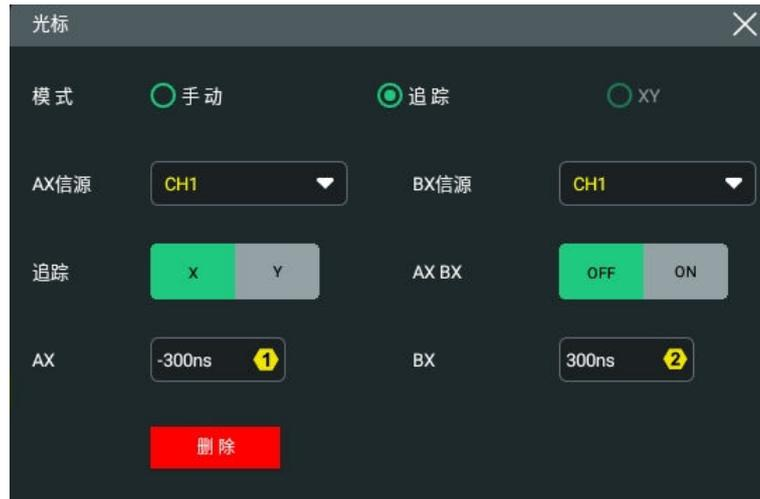 光标
模式 手动 追踪 XY
AX信源 CH1 BX信源 CH1
追踪 X Y AX BX OFF ON
AX -300ns 1 BX 300ns 2
删除